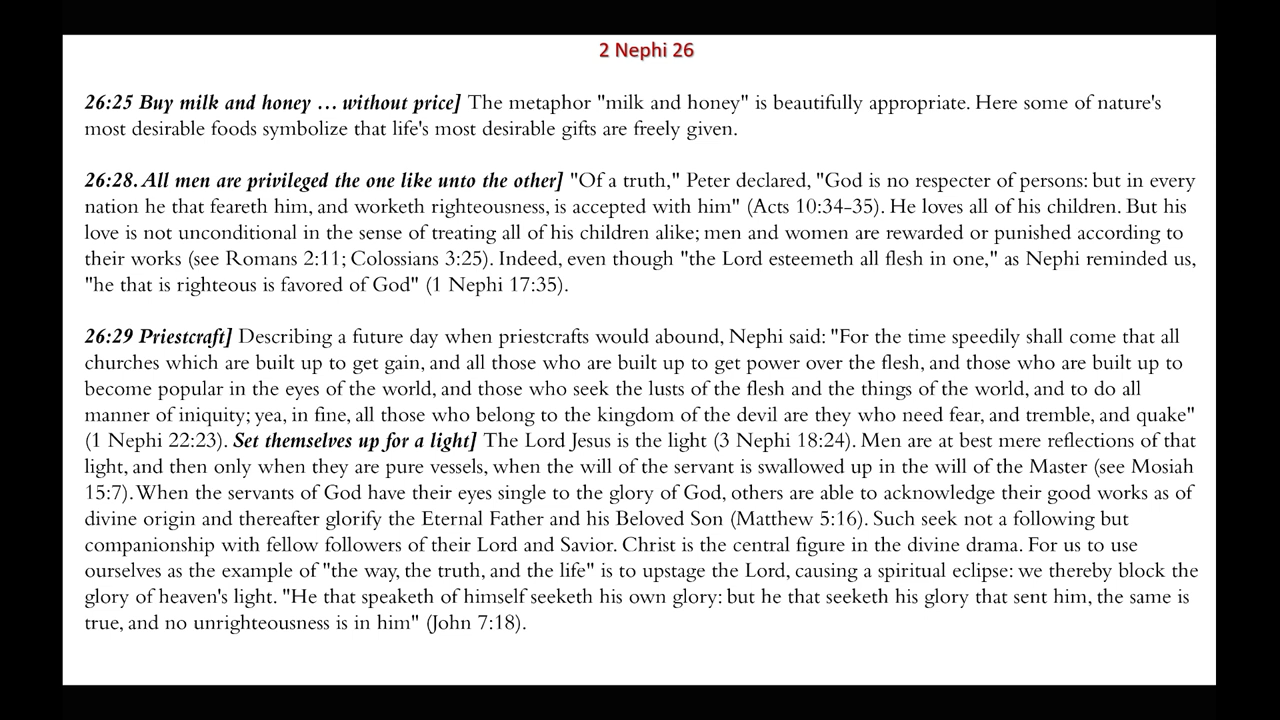 2 Nephi 26
26:25 Buy milk and honey … without price] The metaphor "milk and honey" is beautifully appropriate. Here some of nature's
most desirable foods symbolize that life's most desirable gifts are freely given.
26:28. All men are privileged the one like unto the other] "Of a truth," Peter declared, "God is no respecter of persons: but in every
nation he that feareth him, and worketh righteousness, is accepted with him" (Acts 10:34-35). He loves all of his children. But his
love is not unconditional in the sense of treating all of his children alike; men and women are rewarded or punished according to
their works (see Romans 2:11; Colossians 3:25). Indeed, even though "the Lord esteemeth all flesh in one," as Nephi reminded us,
"he that is righteous is favored of God" (1 Nephi 17:35).
26:29 Priestcraft] Describing a future day when priestcrafts would abound, Nephi said: "For the time speedily shall come that all
churches which are built up to get gain, and all those who are built up to get power over the flesh, and those who are built up to
become popular in the eyes of the world, and those who seek the lusts of the flesh and the things of the world, and to do all
manner of iniquity; yea, in fine, all those who belong to the kingdom of the devil are they who need fear, and tremble, and quake"
(1 Nephi 22:23). Set themselves up for a light] The Lord Jesus is the light (3 Nephi 18:24). Men are at best mere reflections of that
light, and then only when they are pure vessels, when the will of the servant is swallowed up in the will of the Master (see Mosiah
15:7). When the servants of God have their eyes single to the glory of God, others are able to acknowledge their good works as of
divine origin and thereafter glorify the Eternal Father and his Beloved Son (Matthew 5:16). Such seek not a following but
companionship with fellow followers of their Lord and Savior. Christ is the central figure in the divine drama. For us to use
ourselves as the example of "the way, the truth, and the life" is to upstage the Lord, causing a spiritual eclipse: we thereby block the
glory of heaven's light. "He that speaketh of himself seeketh his own glory: but he that seeketh his glory that sent him, the same is
true, and no unrighteousness is in him" (John 7:18).